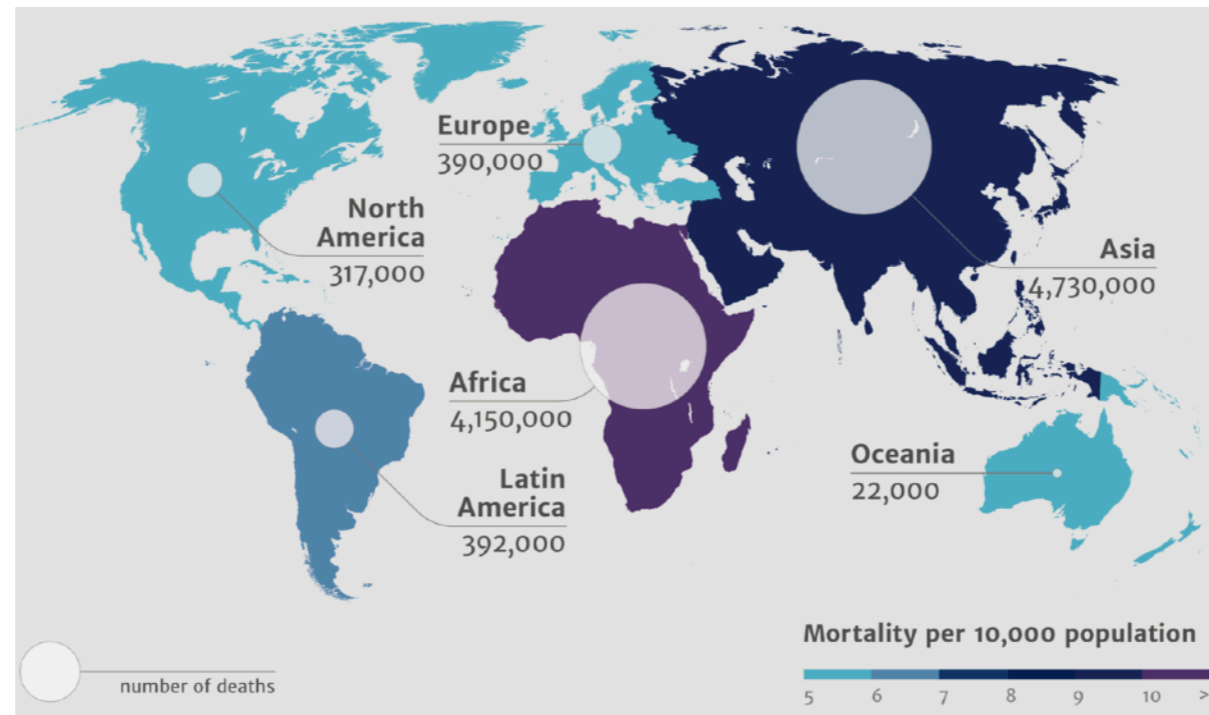 Europe
390,000
North
America
317,000
Asia
4,730,000
Africa
4,150,000
Latin
America
392,000
Oceania
22,000
Mortality per 10,000 population
5 6 7 8 9 10 >
number of deaths